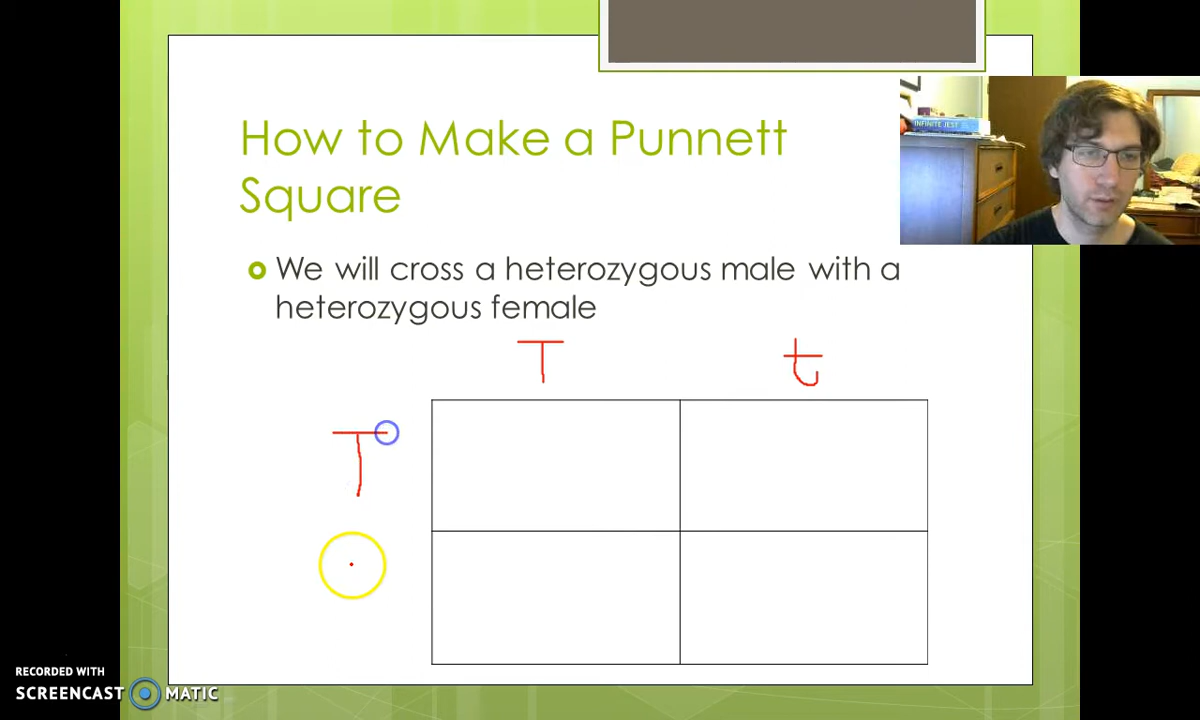 How to Make a Punnett
Square
INFINITE JEST
We will cross a heterozygous male with a
heterozygous female
T t
T
RECORDED WITH
SCREENCAST MATIC